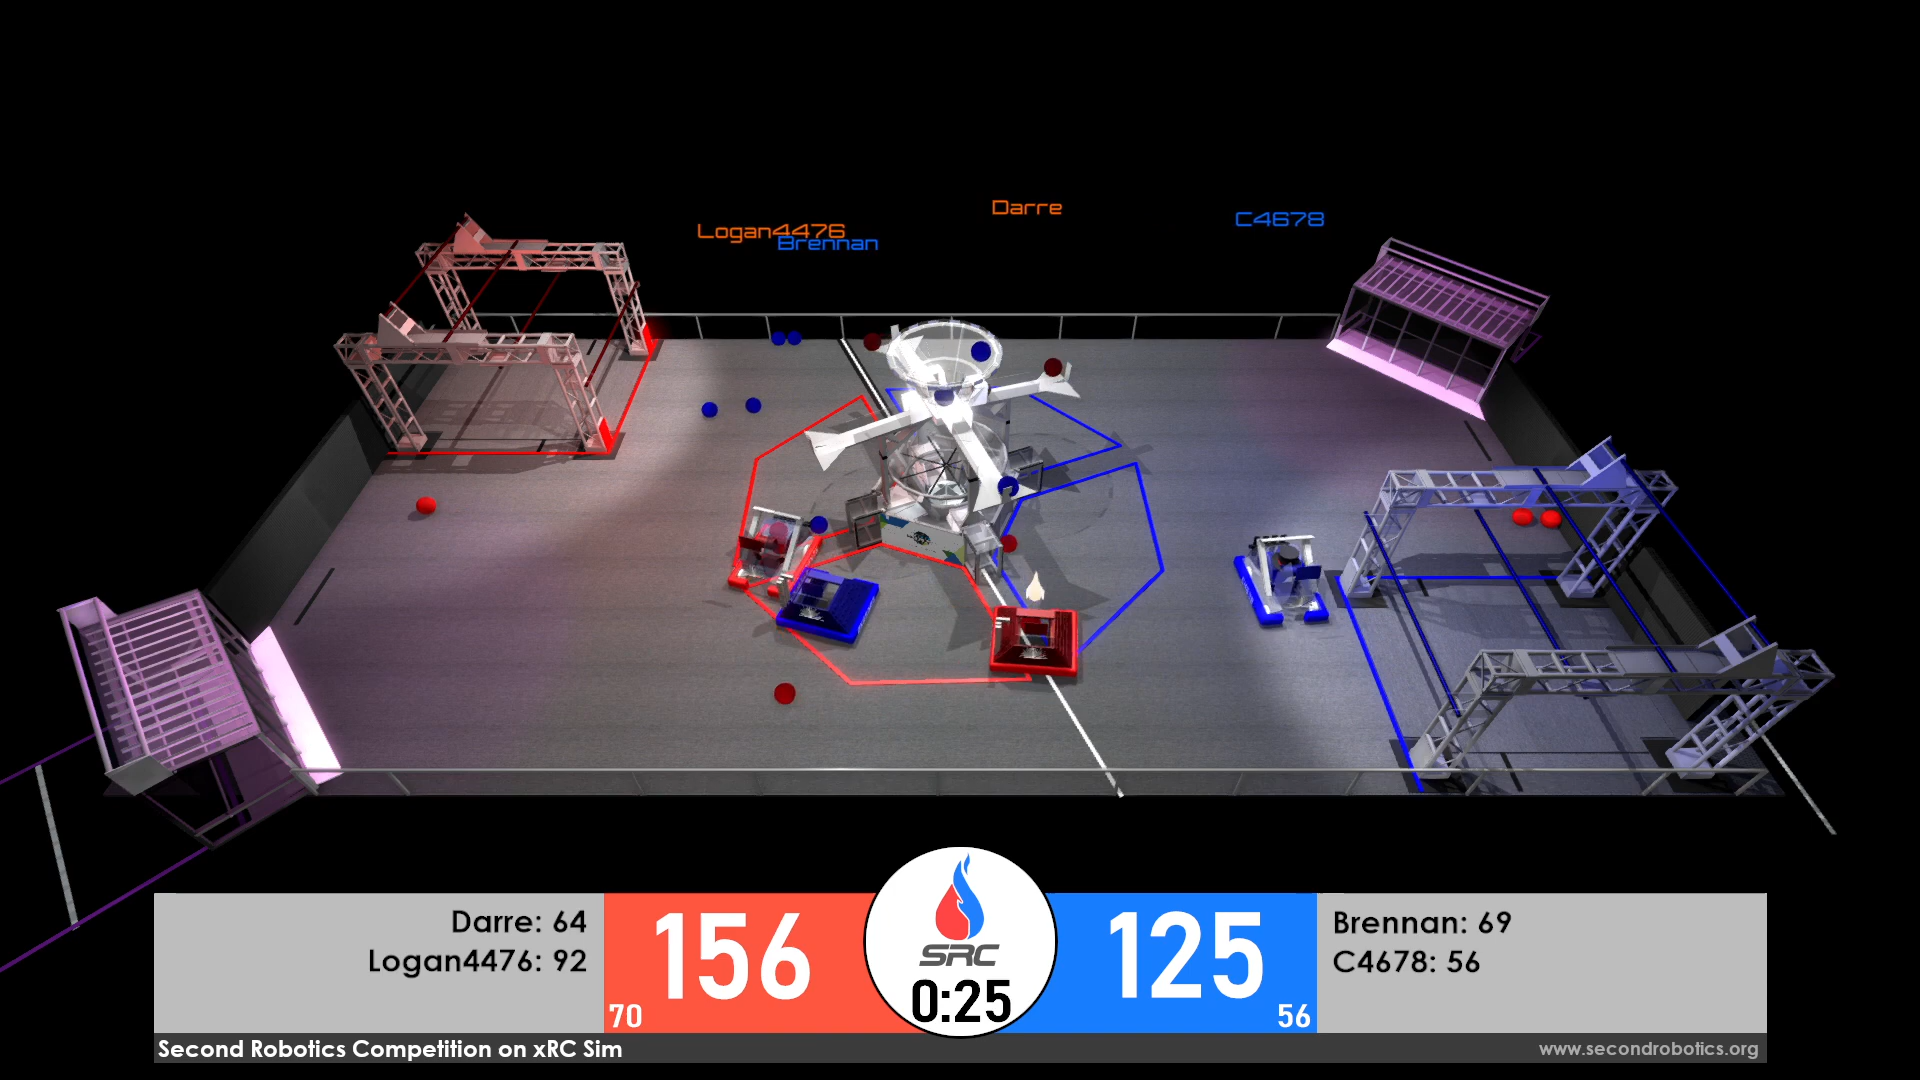 Darre
C4678
Logan4476
Brennan
Darre: 64
Logan4476: 92
156
70
SRC
0:25
125
56
Brennan: 69
C4678: 56
Second Robotics Competition on xRC Sim
www.secondrobotics.org